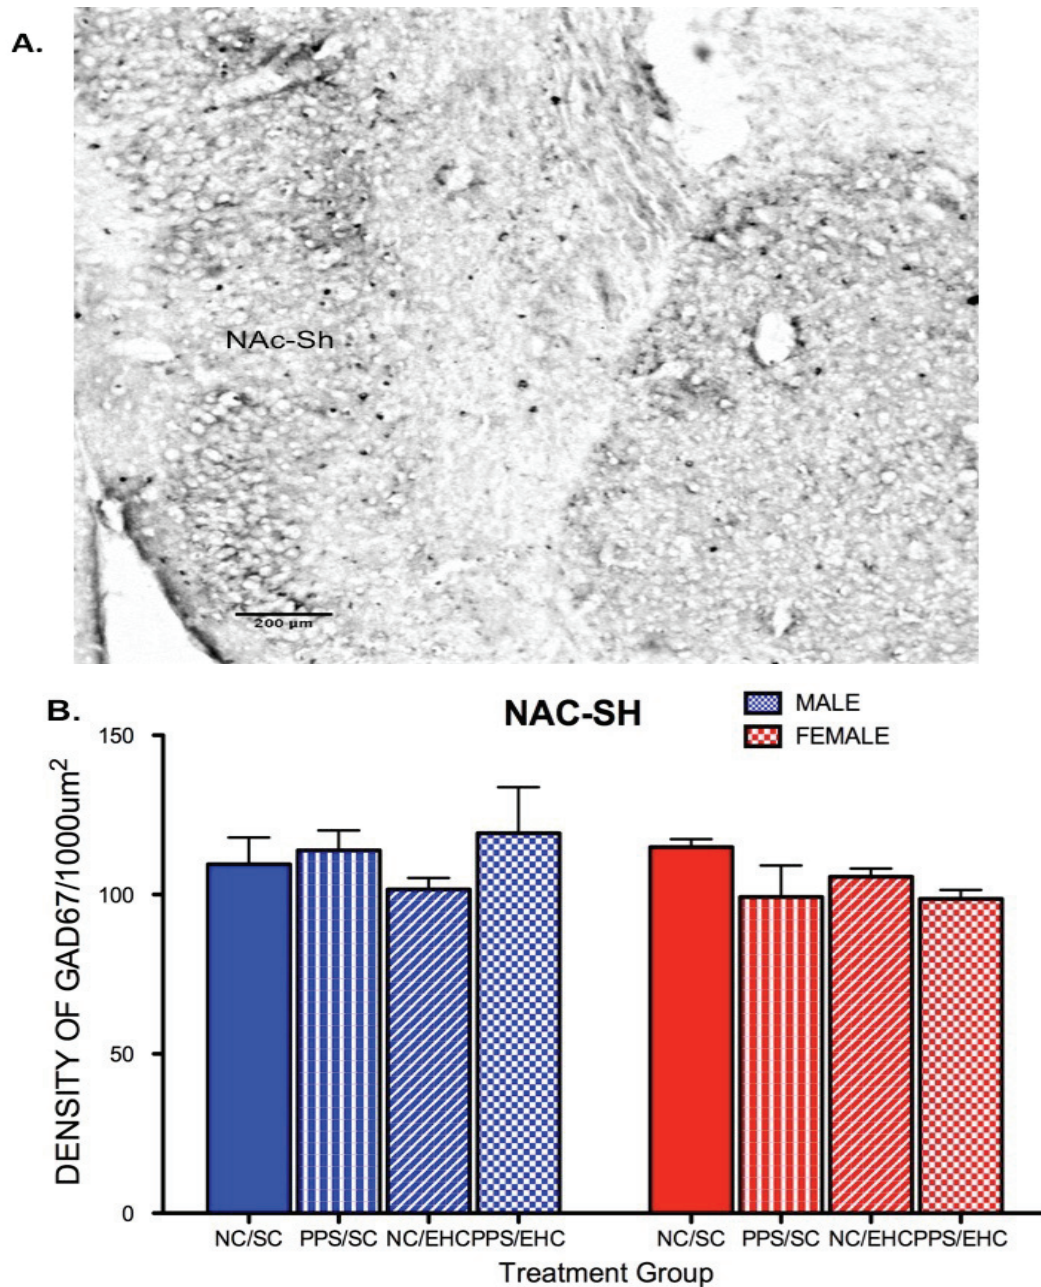 A.
NAc-Sh
200 µm
B.
NAC-SH
MALE
FEMALE
DENSITY OF GAD67/1000um²
150
100
50
0
NC/SC PPS/SC NC/EHC PPS/EHC NC/SC PPS/SC NC/EHC PPS/EHC
Treatment Group